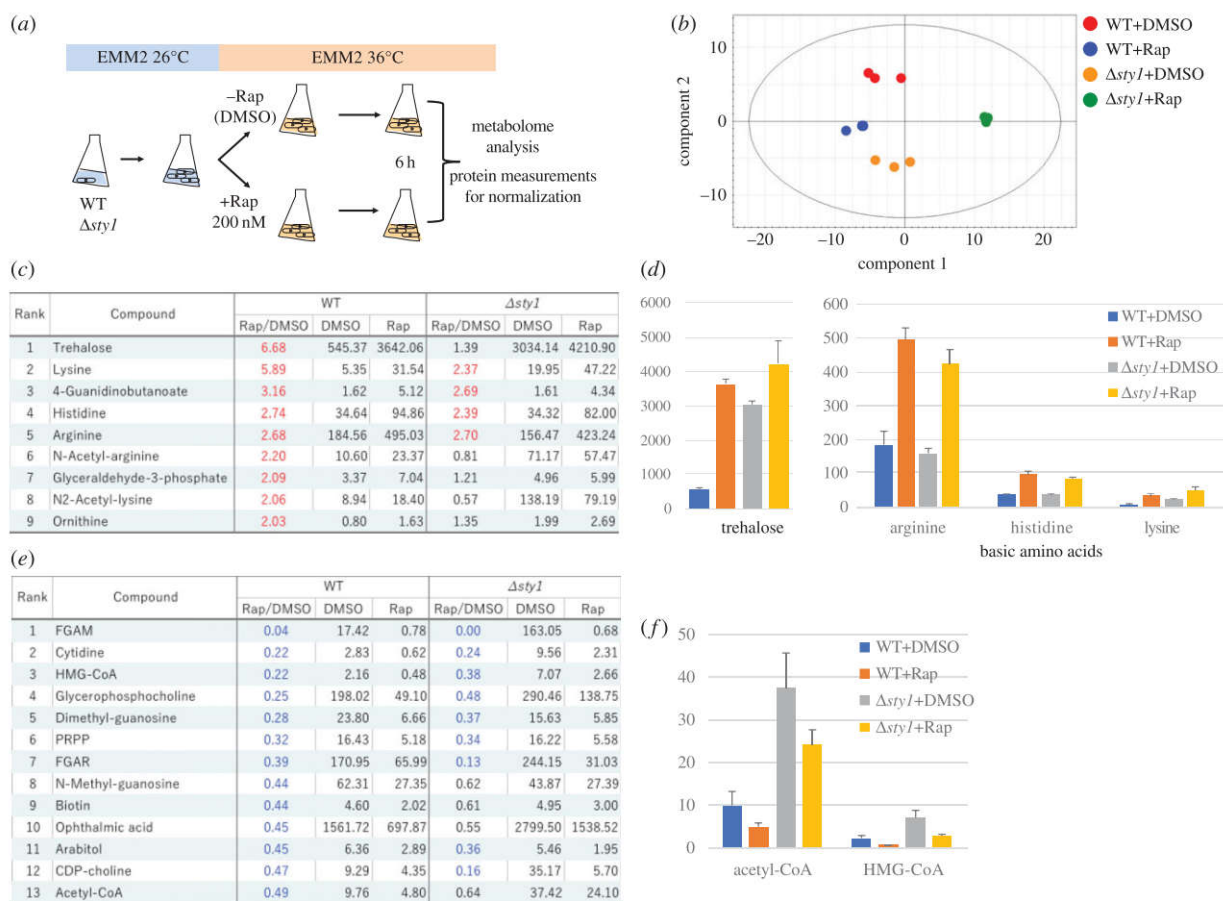 (a)
EMM2 26°C EMM2 36°C
–Rap
(DMSO)
WT
Δsty1
+Rap
200 nM
6 h
metabolome
analysis
protein measurements
for normalization
(b)
component 2
10
0
−10
−20 −10 0 10 20
component 1
WT+DMSO
WT+Rap
Δsty1+DMSO
Δsty1+Rap
(c)
Rank Compound WT Δsty1
Rap/DMSO DMSO Rap Rap/DMSO DMSO Rap
1 Trehalose 6.68 545.37 3642.06 1.39 3034.14 4210.90
2 Lysine 5.89 5.35 31.54 2.37 19.95 47.22
3 4-Guanidinobutanoate 3.16 1.62 5.12 2.69 1.61 4.34
4 Histidine 2.74 34.64 94.86 2.39 34.32 82.00
5 Arginine 2.68 184.56 495.03 2.70 156.47 423.24
6 N-Acetyl-arginine 2.20 10.60 23.37 0.81 71.17 57.47
7 Glyceraldehyde-3-phosphate 2.09 3.37 7.04 1.21 4.96 5.99
8 N2-Acetyl-lysine 2.06 8.94 18.40 0.57 138.19 79.19
9 Ornithine 2.03 0.80 1.63 1.35 1.99 2.69
(d)
6000
5000
4000
3000
2000
1000
0
trehalose
600
500
400
300
200
100
0
WT+DMSO
WT+Rap
Δsty1+DMSO
Δsty1+Rap
arginine histidine lysine
basic amino acids
(e)
Rank Compound WT Δsty1
Rap/DMSO DMSO Rap Rap/DMSO DMSO Rap
1 FGAM 0.04 17.42 0.78 0.00 163.05 0.68
2 Cytidine 0.22 2.83 0.62 0.24 9.56 2.31
3 HMG-CoA 0.22 2.16 0.48 0.38 7.07 2.66
4 Glycerophosphocholine 0.25 198.02 49.10 0.48 290.46 138.75
5 Dimethyl-guanosine 0.28 23.80 6.66 0.37 15.63 5.85
6 PRPP 0.32 16.43 5.18 0.34 16.22 5.58
7 FGAR 0.39 170.95 65.99 0.13 244.15 31.03
8 N-Methyl-guanosine 0.44 62.31 27.35 0.62 43.87 27.39
9 Biotin 0.44 4.60 2.02 0.61 4.95 3.00
10 Ophthalmic acid 0.45 1561.72 697.87 0.55 2799.50 1538.52
11 Arabitol 0.45 6.36 2.89 0.36 5.46 1.95
12 CDP-choline 0.47 9.29 4.35 0.16 35.17 5.70
13 Acetyl-CoA 0.49 9.76 4.80 0.64 37.42 24.10
(f)
50
40
30
20
10
0
WT+DMSO
WT+Rap
Δsty1+DMSO
Δsty1+Rap
acetyl-CoA HMG-CoA